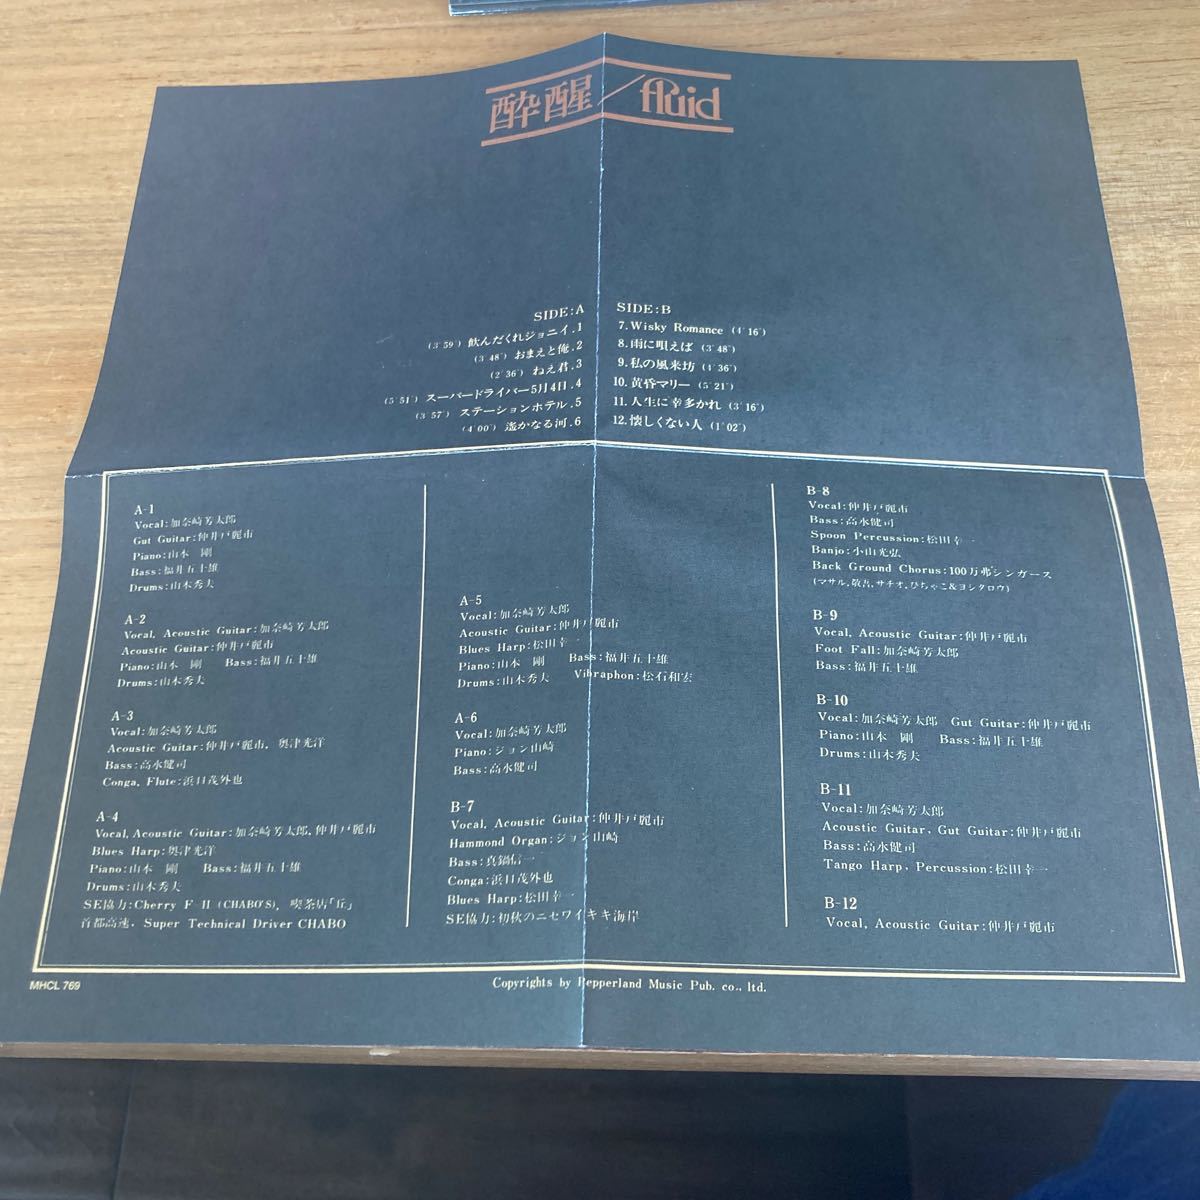 酔醒／fluid
SIDE:A
(3'59") 飲んだくれジョニイ.1
(3'48") おまえと俺.2
(2'36") ねえ君.3
(5'51") スーパードライバー5月4日.4
(3'57") ステーションホテル.5
(4'00") 遙かなる河.6
SIDE:B
7.Wisky Romance (4'16")
8.雨に唄えば (3'48")
9.私の風来坊 (4'36")
10.黄昏マリー (5'21")
11.人生に幸多かれ (3'16")
12.懐しくない人 (1'02")
A-1
Vocal:加奈崎芳太郎
Gut Guitar:仲井戸麗市
Piano:山本 剛
Bass:福井五十雄
Drums:山木秀夫
A-2
Vocal, Acoustic Guitar:加奈崎芳太郎
Acoustic Guitar:仲井戸麗市
Piano:山本 剛 Bass:福井五十雄
Drums:山木秀夫
A-3
Vocal:加奈崎芳太郎
Acoustic Guitar:仲井戸麗市, 奥津光洋
Bass:高水健司
Conga, Flute:浜口茂外也
A-4
Vocal, Acoustic Guitar:加奈崎芳太郎,仲井戸麗市
Blues Harp:奥津光洋
Piano:山本 剛 Bass:福井五十雄
Drums:山木秀夫
SE協力:Cherry F-II (CHABO'S), 喫茶店「丘」
首都高速, Super Technical Driver CHABO
A-5
Vocal:加奈崎芳太郎
Acoustic Guitar:仲井戸麗市
Blues Harp:松田幸一
Piano:山本 剛 Bass:福井五十雄
Drums:山木秀夫 Vibraphon:松石和宏
A-6
Vocal:加奈崎芳太郎
Piano:ジョン山崎
Bass:高水健司
B-7
Vocal, Acoustic Guitar:仲井戸麗市
Hammond Organ:ジョン山崎
Bass:真鍋信一
Conga:浜口茂外也
Blues Harp:松田幸一
SE協力:初秋のニセワイキキ海岸
B-8
Vocal:仲井戸麗市
Bass:高水健司
Spoon Percussion:松田幸一
Banjo:小山光弘
Back Ground Chorus:100万弗シンガース
(マサル,敬吾,サチオ,ひちゃこ&ヨシタロウ)
B-9
Vocal, Acoustic Guitar:仲井戸麗市
Foot Fall:加奈崎芳太郎
Bass:福井五十雄
B-10
Vocal:加奈崎芳太郎 Gut Guitar:仲井戸麗市
Piano:山本 剛 Bass:福井五十雄
Drums:山木秀夫
B-11
Vocal:加奈崎芳太郎
Acoustic Guitar, Gut Guitar:仲井戸麗市
Bass:高水健司
Tango Harp, Percussion:松田幸一
B-12
Vocal, Acoustic Guitar:仲井戸麗市
MHCL 769
Copyrights by Pepperland Music Pub. co., ltd.